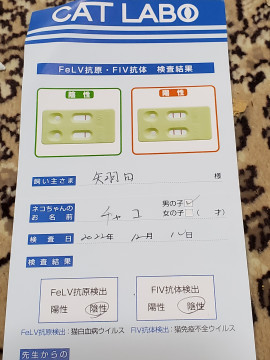 CAT LABO
FeLV抗原・FIV抗体 検査結果
陰性 陽性
飼い主さま 様
ネコちゃんの 男の子
お名前 チャコ 女の子 ( 才)
検査日 2022年 12月 日
検査結果
FeLV抗原検出 FIV抗体検出
陽性 陰性 陽性 陰性
FeLV抗原検出:猫白血病ウイルス FIV抗体検出:猫免疫不全ウイルス
先生からの